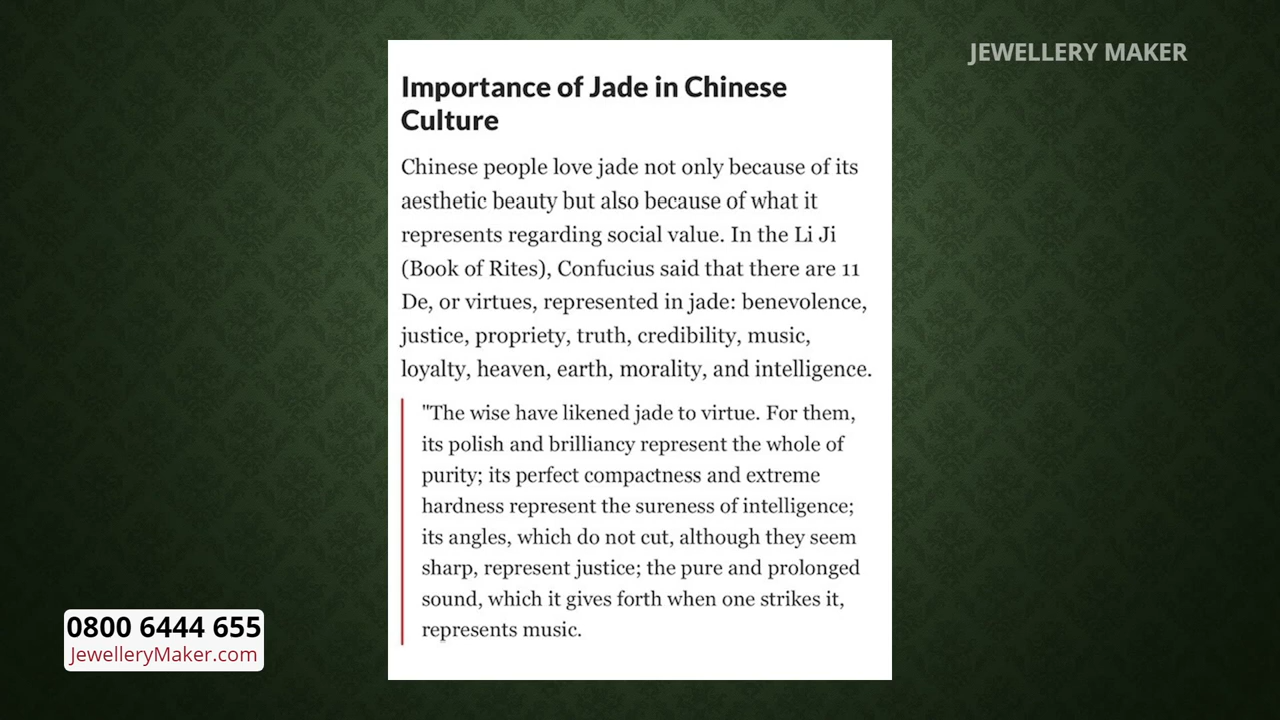 JEWELLERY MAKER
Importance of Jade in Chinese
Culture
Chinese people love jade not only because of its
aesthetic beauty but also because of what it
represents regarding social value. In the Li Ji
(Book of Rites), Confucius said that there are 11
De, or virtues, represented in jade: benevolence,
justice, propriety, truth, credibility, music,
loyalty, heaven, earth, morality, and intelligence.
"The wise have likened jade to virtue. For them,
its polish and brilliancy represent the whole of
purity; its perfect compactness and extreme
hardness represent the sureness of intelligence;
its angles, which do not cut, although they seem
sharp, represent justice; the pure and prolonged
sound, which it gives forth when one strikes it,
represents music.
0800 6444 655
JewelleryMaker.com